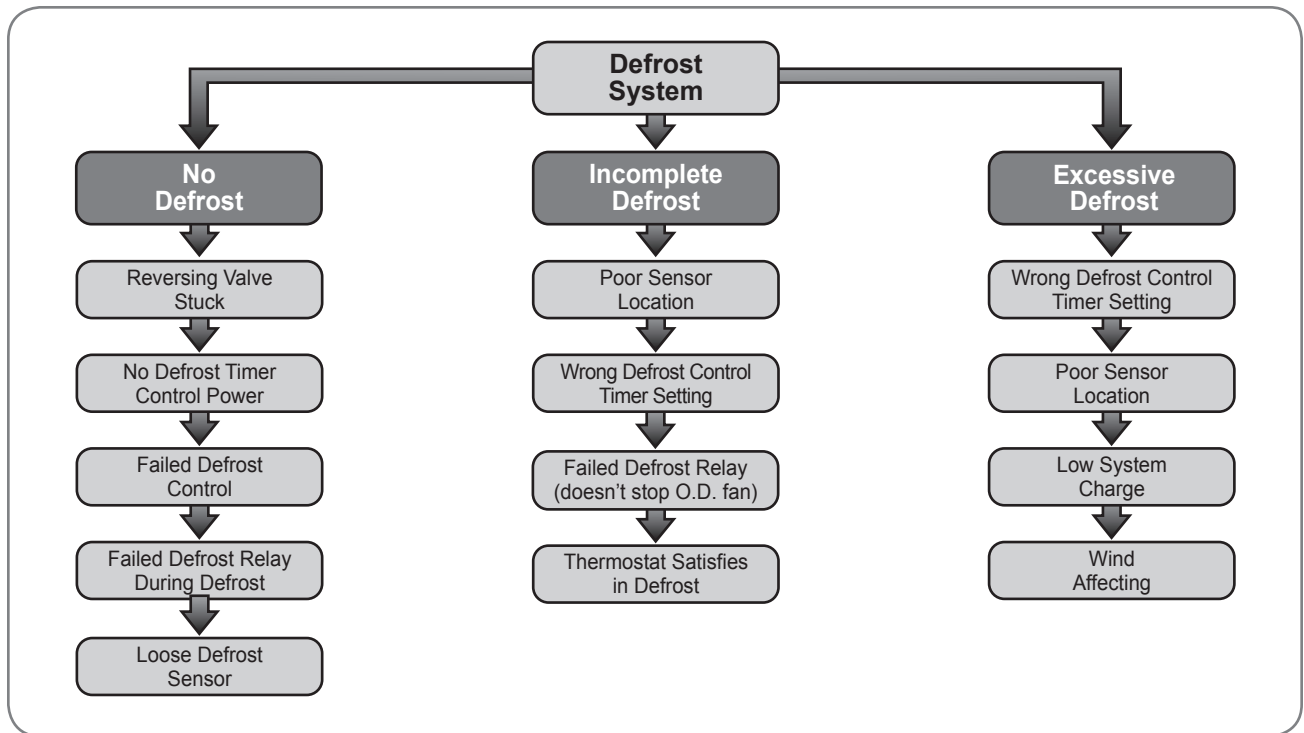 Defrost
System
No
Defrost
Reversing Valve
Stuck
No Defrost Timer
Control Power
Failed Defrost
Control
Failed Defrost Relay
During Defrost
Loose Defrost
Sensor
Incomplete
Defrost
Poor Sensor
Location
Wrong Defrost Control
Timer Setting
Failed Defrost Relay
(doesn't stop O.D. fan)
Thermostat Satisfies
in Defrost
Excessive
Defrost
Wrong Defrost Control
Timer Setting
Poor Sensor
Location
Low System
Charge
Wind
Affecting